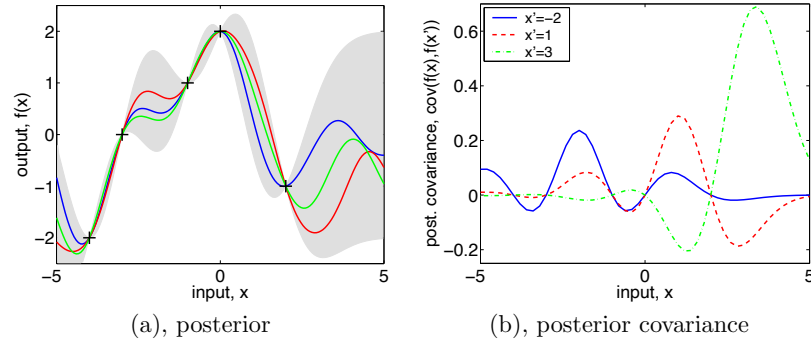 2
1
0
−1
−2
−5
0
5
input, x
output, f(x)
(a), posterior
0.6
0.4
0.2
0
−0.2
−5
0
5
input, x
post. covariance, cov(f(x),f(x’))
x’=−2
x’=1
x’=3
(b), posterior covariance